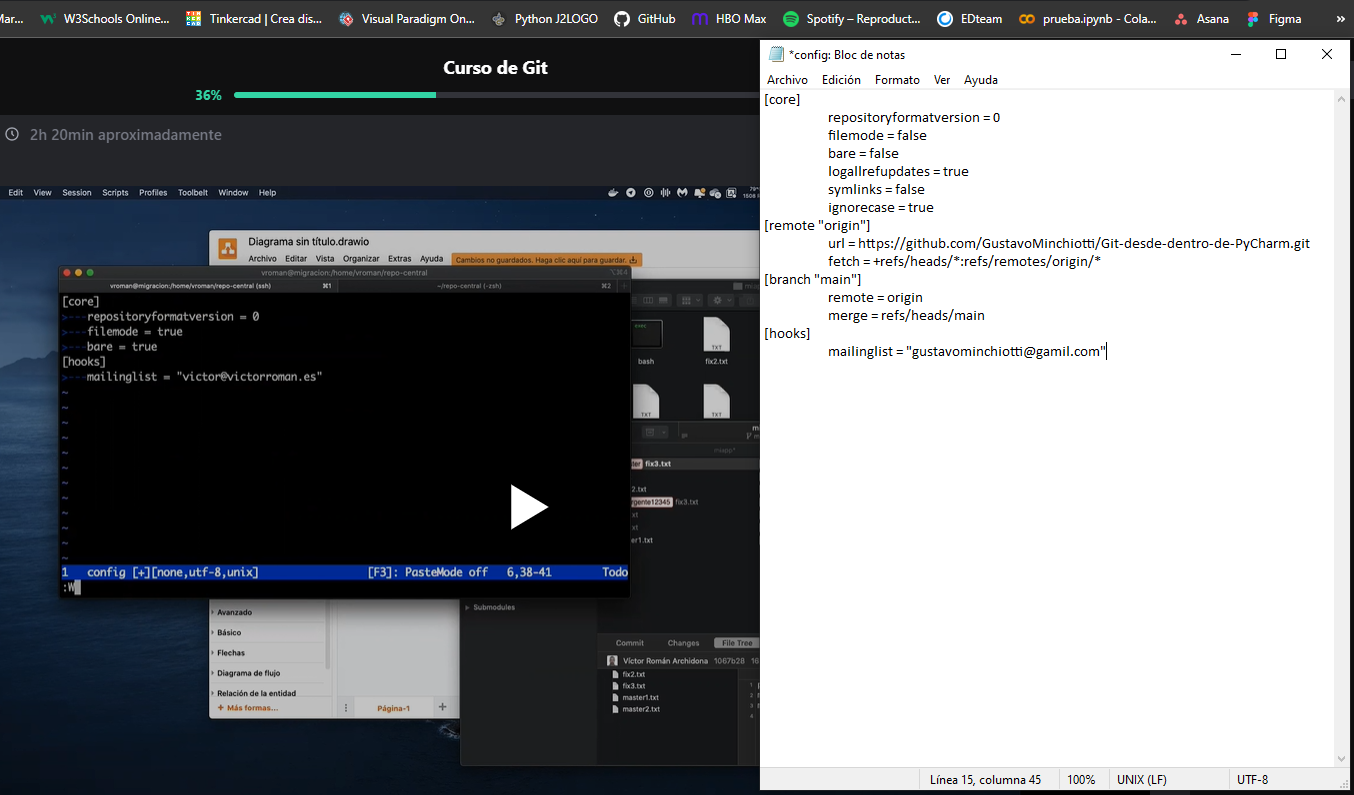 Mar...
W3Schools Online...
Tinkercad | Crea dis...
Visual Paradigm On...
Python J2LOGO
GitHub
HBO Max
Spotify – Reproduct...
EDteam
prueba.ipynb - Cola...
Asana
Figma
»
Curso de Git
36%
2h 20min aproximadamente
Edit View Session Scripts Profiles Toolbelt Window Help
Diagrama sin título.drawio
Archivo Editar Vista Organizar Extras Ayuda
Cambios no guardados. Haga clic aquí para guardar.
vroman@migracion:/home/vroman/repo-central
vroman@migracion:/home/vroman/repo-central (ssh) ⌘1 ~/repo-central (-zsh) ⌘2
[core]
>----repositoryformatversion = 0
>----filemode = true
>----bare = true
[hooks]
>----mailinglist = "victor@victorroman.es"
~
~
~
~
~
~
~
~
~
~
~
~
1 config [+][none,utf-8,unix] [F3]: PasteMode off 6,38-41 Todo
:W
bash
TXT
fix2.txt
TXT
TXT
fix3.txt
2.txt
rgente12345 fix3.txt
er1.txt
Avanzado
Básico
Flechas
Diagrama de flujo
Relación de la entidad
+ Más formas...
Página-1
+
Submodules
Commit Changes File Tree
Víctor Román Archidona 1067b28 16
fix2.txt
fix3.txt
master1.txt
master2.txt
1
2
3
4
*config: Bloc de notas
Archivo Edición Formato Ver Ayuda
[core]
repositoryformatversion = 0
filemode = false
bare = false
logallrefupdates = true
symlinks = false
ignorecase = true
[remote "origin"]
url = https://github.com/GustavoMinchiotti/Git-desde-dentro-de-PyCharm.git
fetch = +refs/heads/*:refs/remotes/origin/*
[branch "main"]
remote = origin
merge = refs/heads/main
[hooks]
mailinglist = "gustavominchiotti@gamil.com"
Línea 15, columna 45 100% UNIX (LF) UTF-8